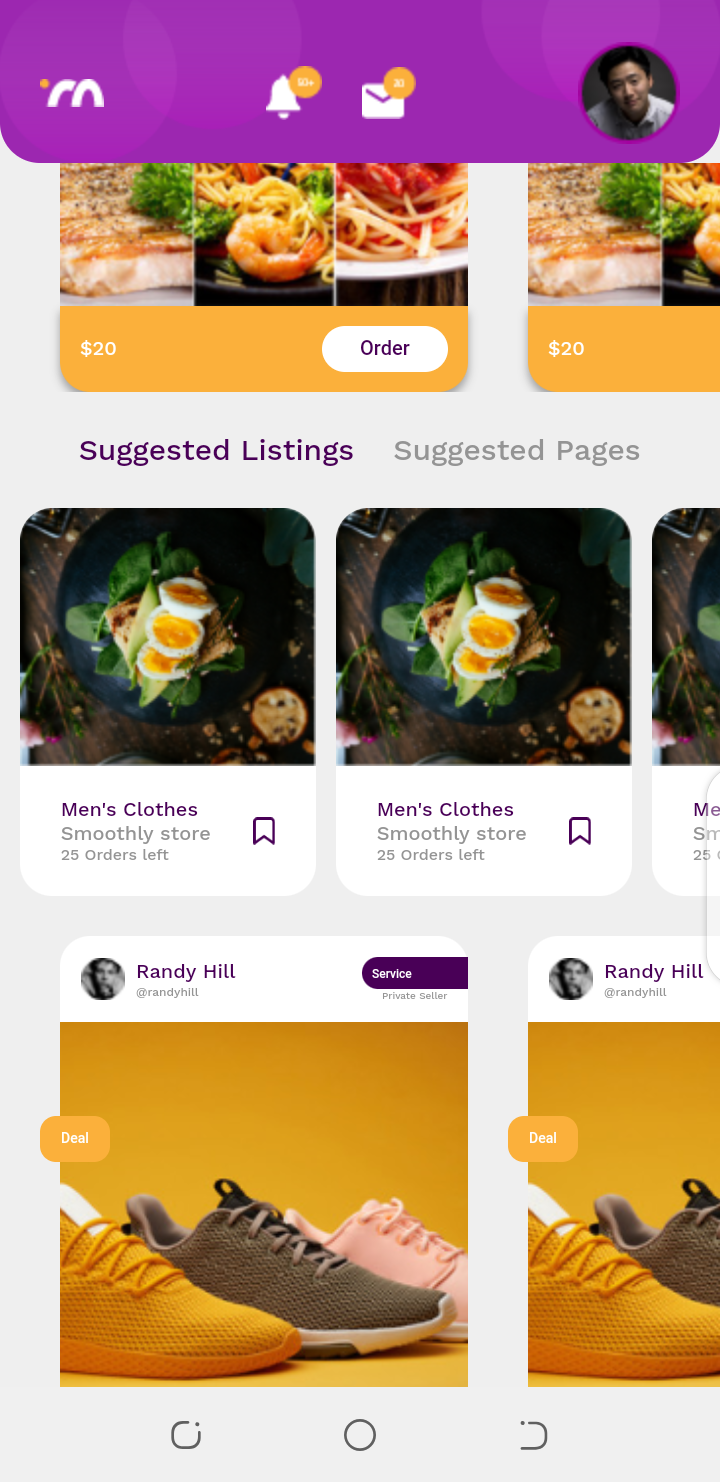 50+
20
$20
Order
$20
Suggested Listings
Suggested Pages
Men's Clothes
Smoothly store
25 Orders left
Men's Clothes
Smoothly store
25 Orders left
Me
Sm
25 O
Randy Hill
@randyhill
Service
Private Seller
Randy Hill
@randyhill
Deal
Deal